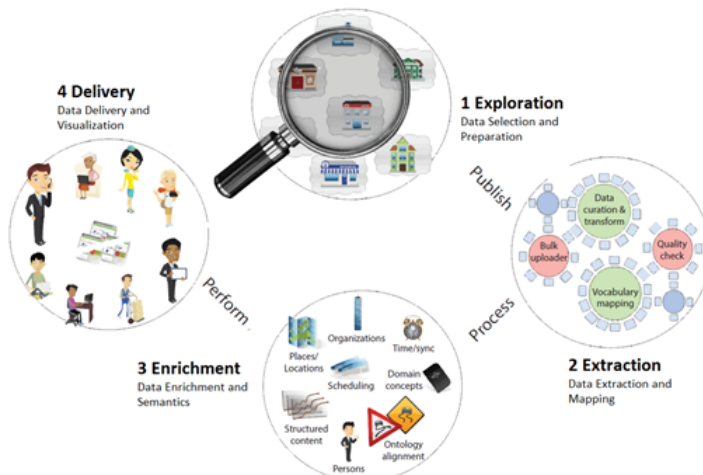 4 Delivery
Data Delivery and
Visualization
1 Exploration
Data Selection and
Preparation
Publish
Data
curation &
transform
Bulk
uploader
Quality
check
Vocabulary
mapping
Process
2 Extraction
Data Extraction and
Mapping
Perform
3 Enrichment
Data Enrichment and
Semantics
Places/
Locations
Organizations
Time/sync
Scheduling
Domain
concepts
Structured
content
Persons
Ontology
alignment